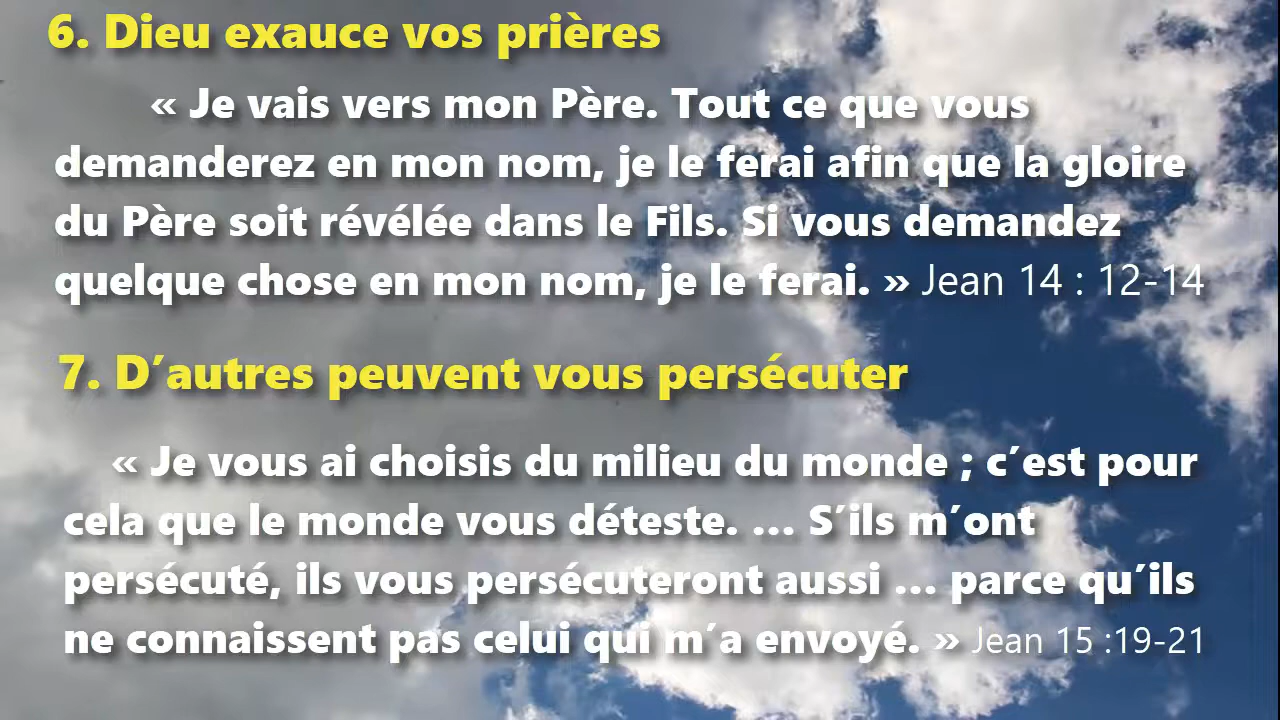 6. Dieu exauce vos prières
« Je vais vers mon Père. Tout ce que vous
demanderez en mon nom, je le ferai afin que la gloire
du Père soit révélée dans le Fils. Si vous demandez
quelque chose en mon nom, je le ferai. » Jean 14 : 12-14
7. D’autres peuvent vous persécuter
« Je vous ai choisis du milieu du monde ; c’est pour
cela que le monde vous déteste. ... S’ils m’ont
persécuté, ils vous persécuteront aussi ... parce qu’ils
ne connaissent pas celui qui m’a envoyé. » Jean 15 :19-21